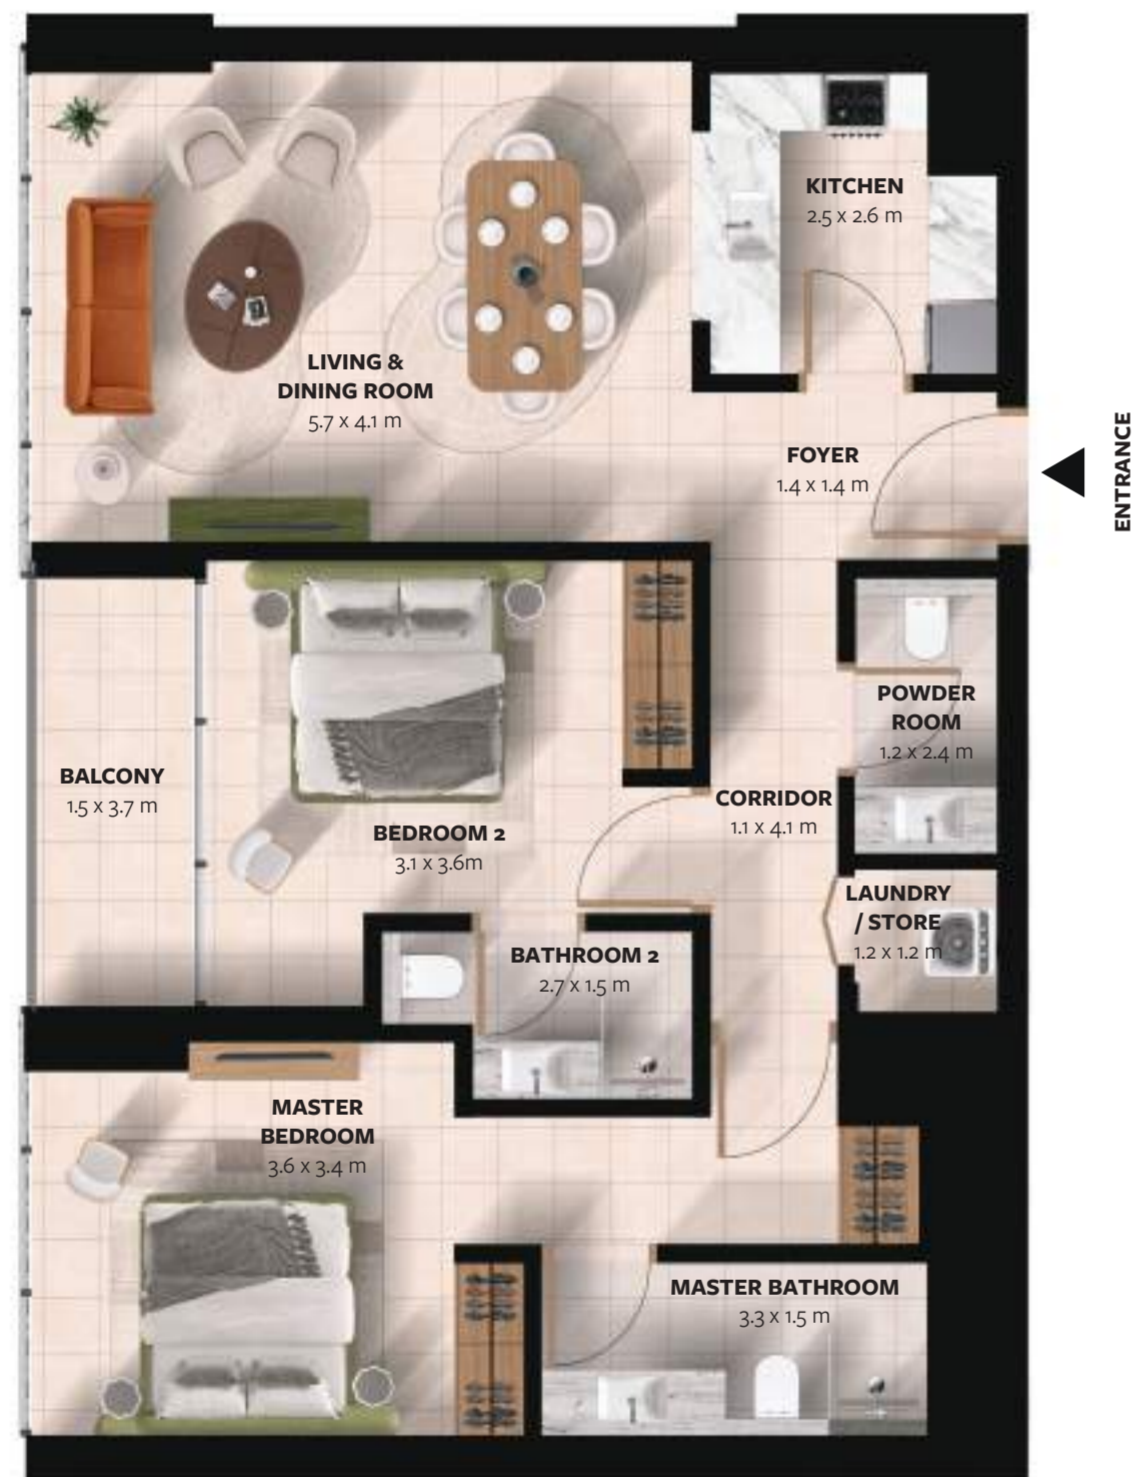 KITCHEN
2.5 x 2.6 m
LIVING &
DINING ROOM
5.7 x 4.1 m
FOYER
1.4 x 1.4 m
ENTRANCE
POWDER
ROOM
1.2 x 2.4 m
BALCONY
1.5 x 3.7 m
CORRIDOR
1.1 x 4.1 m
BEDROOM 2
3.1 x 3.6m
LAUNDRY
/ STORE
1.2 x 1.2 m
BATHROOM 2
2.7 x 1.5 m
MASTER
BEDROOM
3.6 x 3.4 m
MASTER BATHROOM
3.3 x 1.5 m